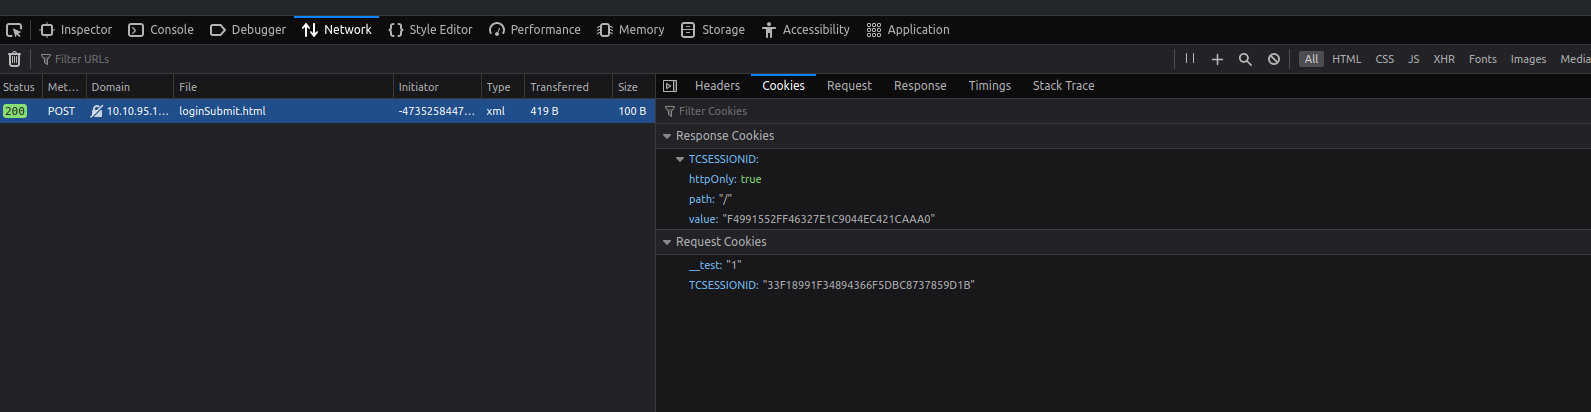 Inspector Console Debugger Network Style Editor Performance Memory Storage Accessibility Application
Filter URLs All HTML CSS JS XHR Fonts Images Media
Status Met... Domain File Initiator Type Transferred Size
200 POST 10.10.95.1... loginSubmit.html -4735258447... xml 419 B 100 B
Headers Cookies Request Response Timings Stack Trace
Filter Cookies
Response Cookies
TCSESSIONID:
httpOnly: true
path: "/"
value: "F4991552FF46327E1C9044EC421CAAA0"
Request Cookies
__test: "1"
TCSESSIONID: "33F18991F34894366F5DBC8737859D1B"